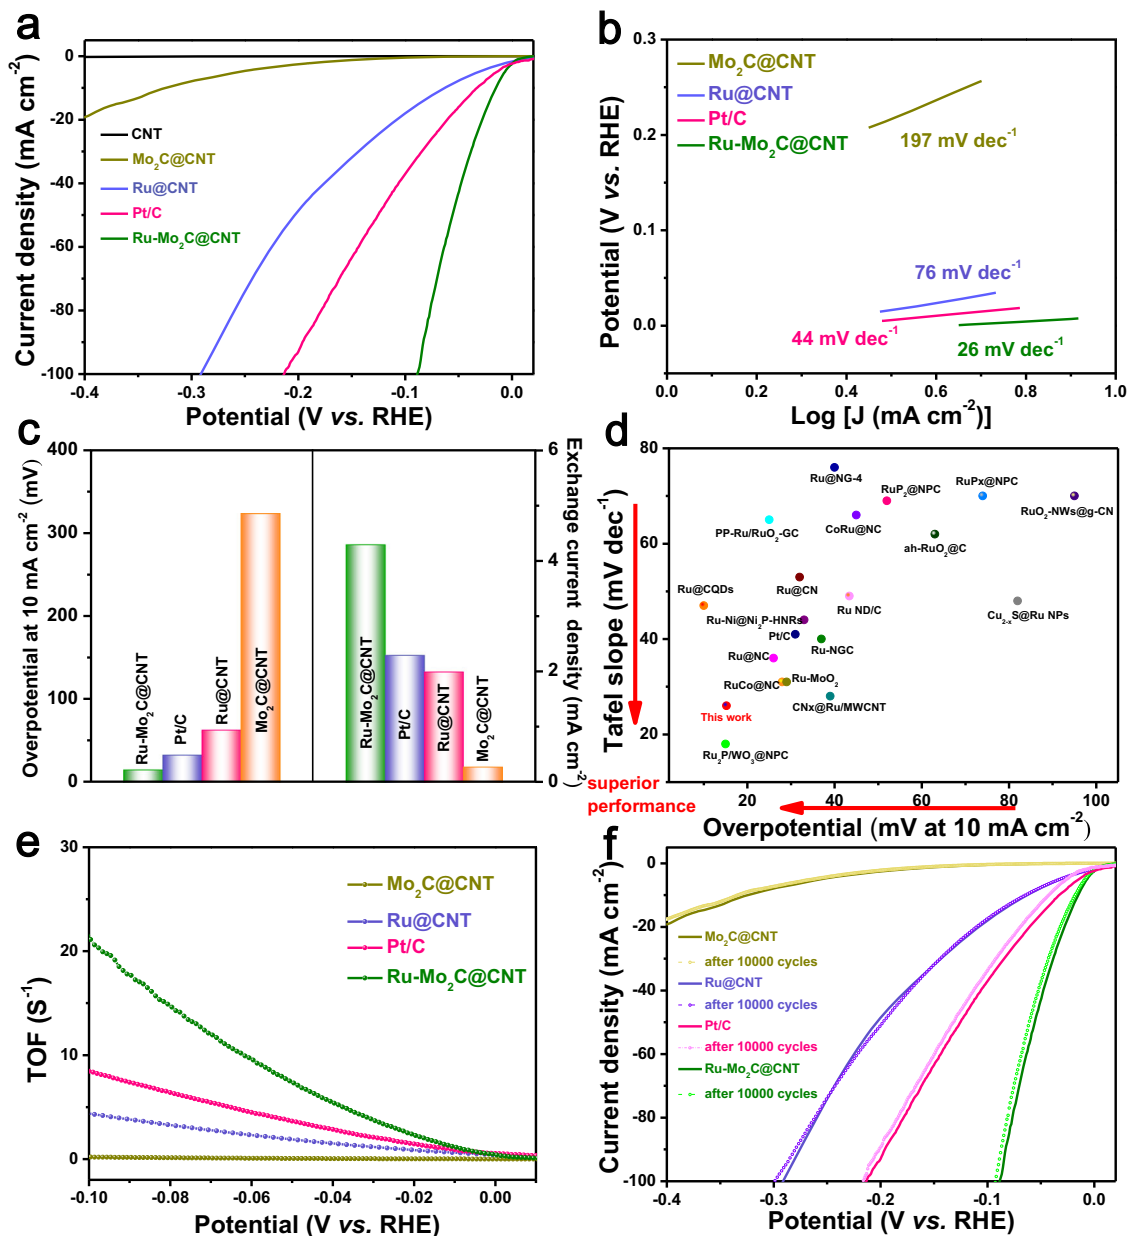 a
Current density (mA cm-2)
0
-20
-40
-60
-80
-100
CNT
Mo2C@CNT
Ru@CNT
Pt/C
Ru-Mo2C@CNT
-0.4
-0.3
-0.2
-0.1
0.0
Potential (V vs. RHE)
b
Potential (V vs. RHE)
0.3
0.2
0.1
0.0
Mo2C@CNT
Ru@CNT
Pt/C
Ru-Mo2C@CNT
197 mV dec-1
76 mV dec-1
44 mV dec-1
26 mV dec-1
0.0
0.2
0.4
0.6
0.8
1.0
Log [J (mA cm-2)]
c
Overpotential at 10 mA cm-2 (mV)
400
300
200
100
0
Ru-Mo2C@CNT
Pt/C
Ru@CNT
Mo2C@CNT
Ru-Mo2C@CNT
Pt/C
Ru@CNT
Mo2C@CNT
6
4
2
0
Exchange current density (mA cm-2)
d
Tafel slope (mV dec-1)
80
60
40
20
Ru@NG-4
RuP2@NPC
RuPx@NPC
RuO2-NWs@g-CN
PP-Ru/RuO2-GC
CoRu@NC
ah-RuO2@C
Ru@CQDs
Ru@CN
Ru ND/C
Cu2-xS@Ru NPs
Ru-Ni@Ni2P-HNRs
Pt/C
Ru-NGC
Ru@NC
RuCo@NC
Ru-MoO2
CNx@Ru/MWCNT
This work
Ru2P/WO3@NPC
superior
performance
20
40
60
80
100
Overpotential (mV at 10 mA cm-2)
e
TOF (S-1)
30
20
10
0
Mo2C@CNT
Ru@CNT
Pt/C
Ru-Mo2C@CNT
-0.10
-0.08
-0.06
-0.04
-0.02
0.00
Potential (V vs. RHE)
f
Current density (mA cm-2)
0
-20
-40
-60
-80
-100
Mo2C@CNT
after 10000 cycles
Ru@CNT
after 10000 cycles
Pt/C
after 10000 cycles
Ru-Mo2C@CNT
after 10000 cycles
-0.4
-0.3
-0.2
-0.1
0.0
Potential (V vs. RHE)